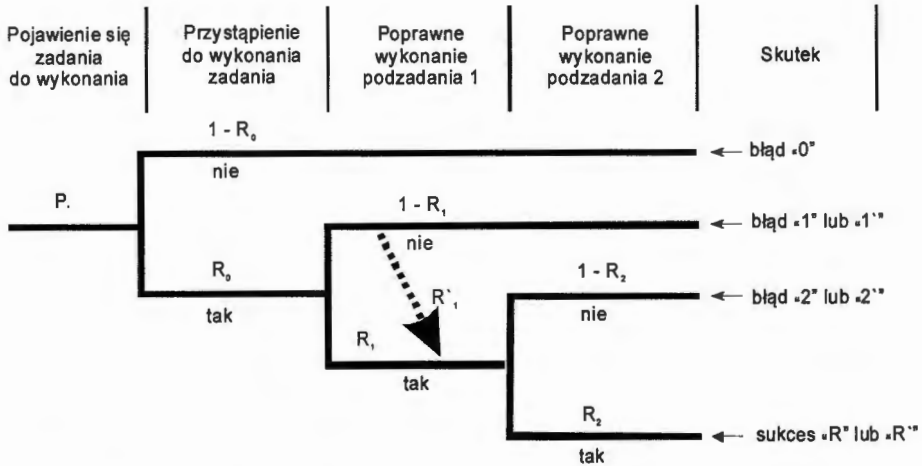 Pojawienie się
zadania
do wykonania
Przystąpienie
do wykonania
zadania
Poprawne
wykonanie
podzadania 1
Poprawne
wykonanie
podzadania 2
Skutek
1 - R₀
nie
błąd „0”
P.
1 - R₁
nie
błąd „1” lub „1`”
R₀
tak
R`₁
1 - R₂
nie
błąd „2” lub „2`”
R₁
tak
R₂
tak
sukces „R” lub „R`”